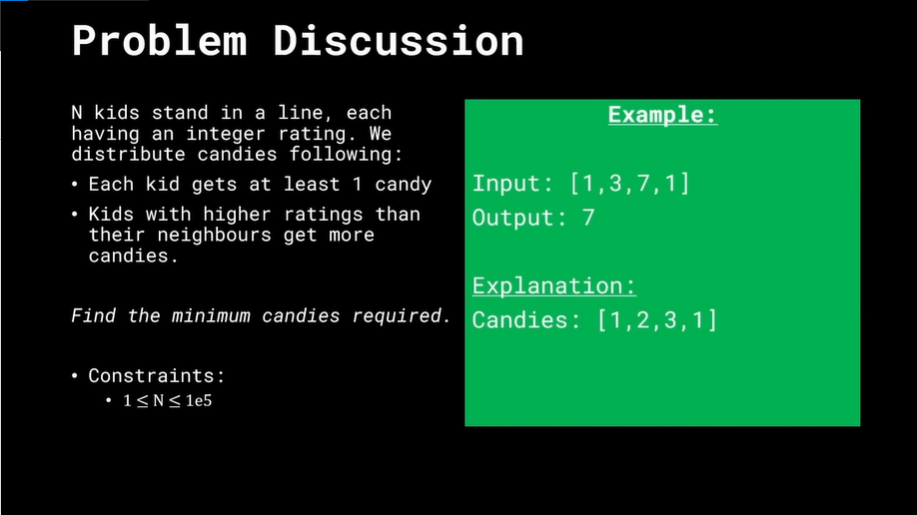 Problem Discussion
N kids stand in a line, each
having an integer rating. We
distribute candies following:
• Each kid gets at least 1 candy
• Kids with higher ratings than
their neighbours get more
candies.
Find the minimum candies required.
• Constraints:
• 1 ≤ N ≤ 1e5
Example:
Input: [1,3,7,1]
Output: 7
Explanation:
Candies: [1,2,3,1]